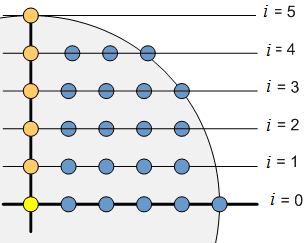 i = 5
i = 4
i = 3
i = 2
i = 1
i = 0